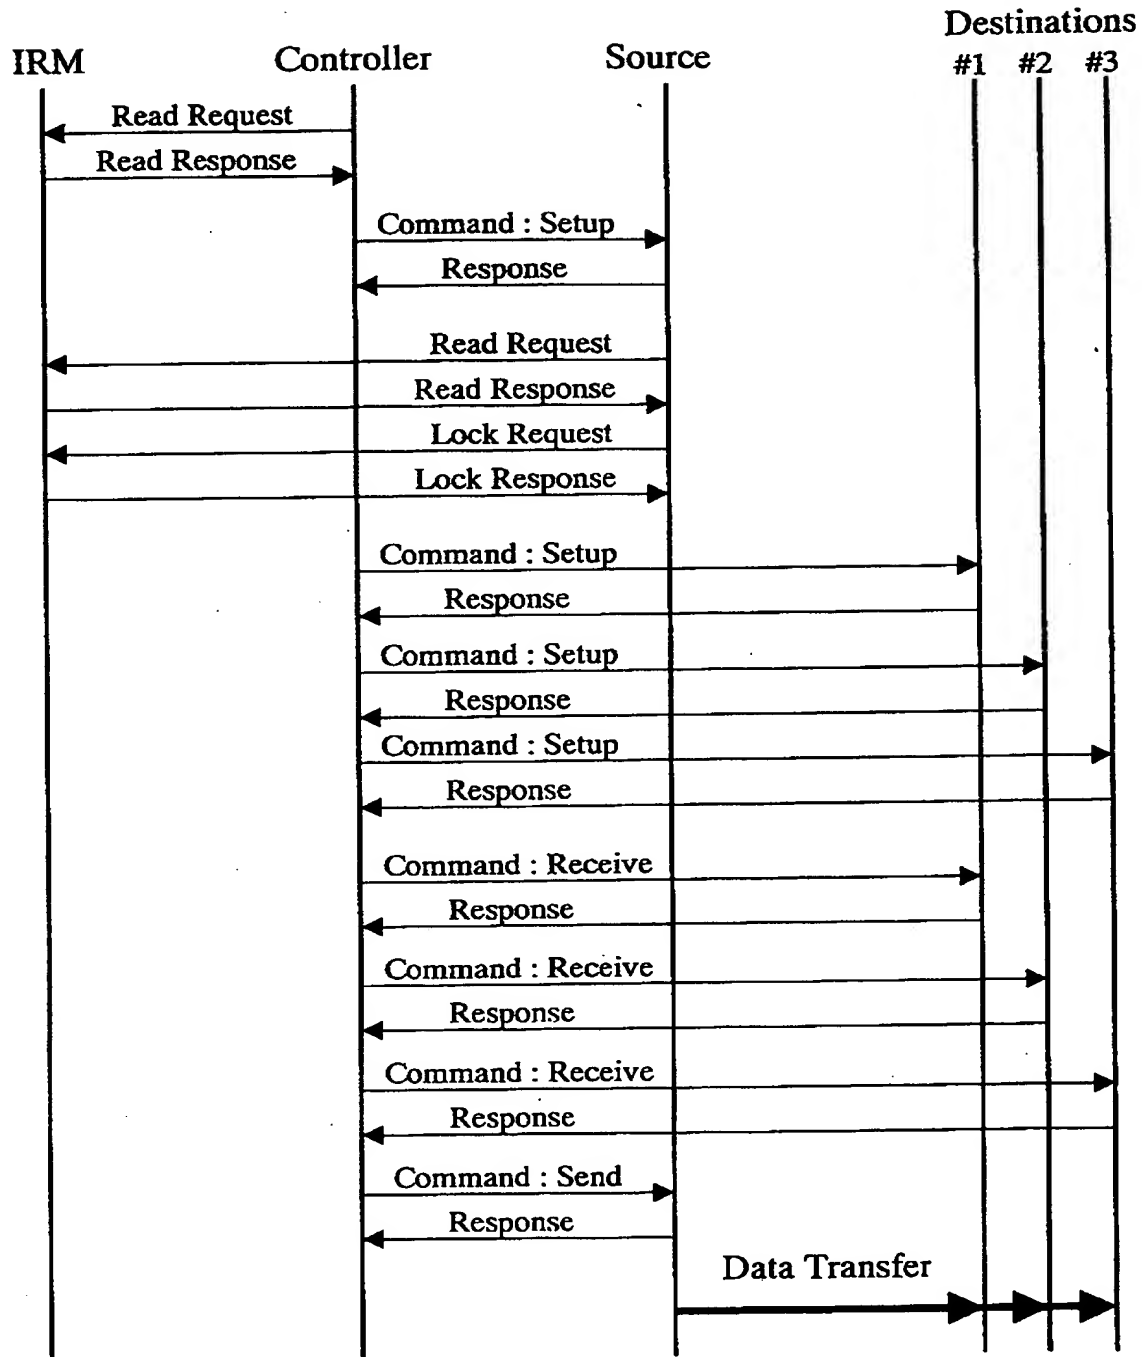 Destinations
IRM Controller Source #1 #2 #3
Read Request
Read Response
Command : Setup
Response
Read Request
Read Response
Lock Request
Lock Response
Command : Setup
Response
Command : Setup
Response
Command : Setup
Response
Command : Receive
Response
Command : Receive
Response
Command : Receive
Response
Command : Send
Response
Data Transfer